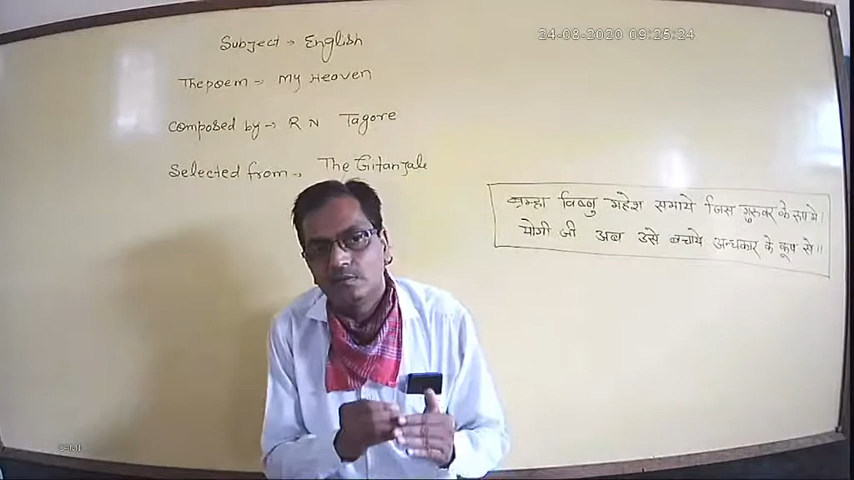 Subject → English
24-08-2020 09:25:24
The poem → My Heaven
Composed by → R N Tagore
Selected from → The Gitanjali
ब्रम्हा विष्णु महेश समाये जिस गुरुवर के रूप मे।
योगी जी अब उसे बचाये अन्धकार के कूप से॥